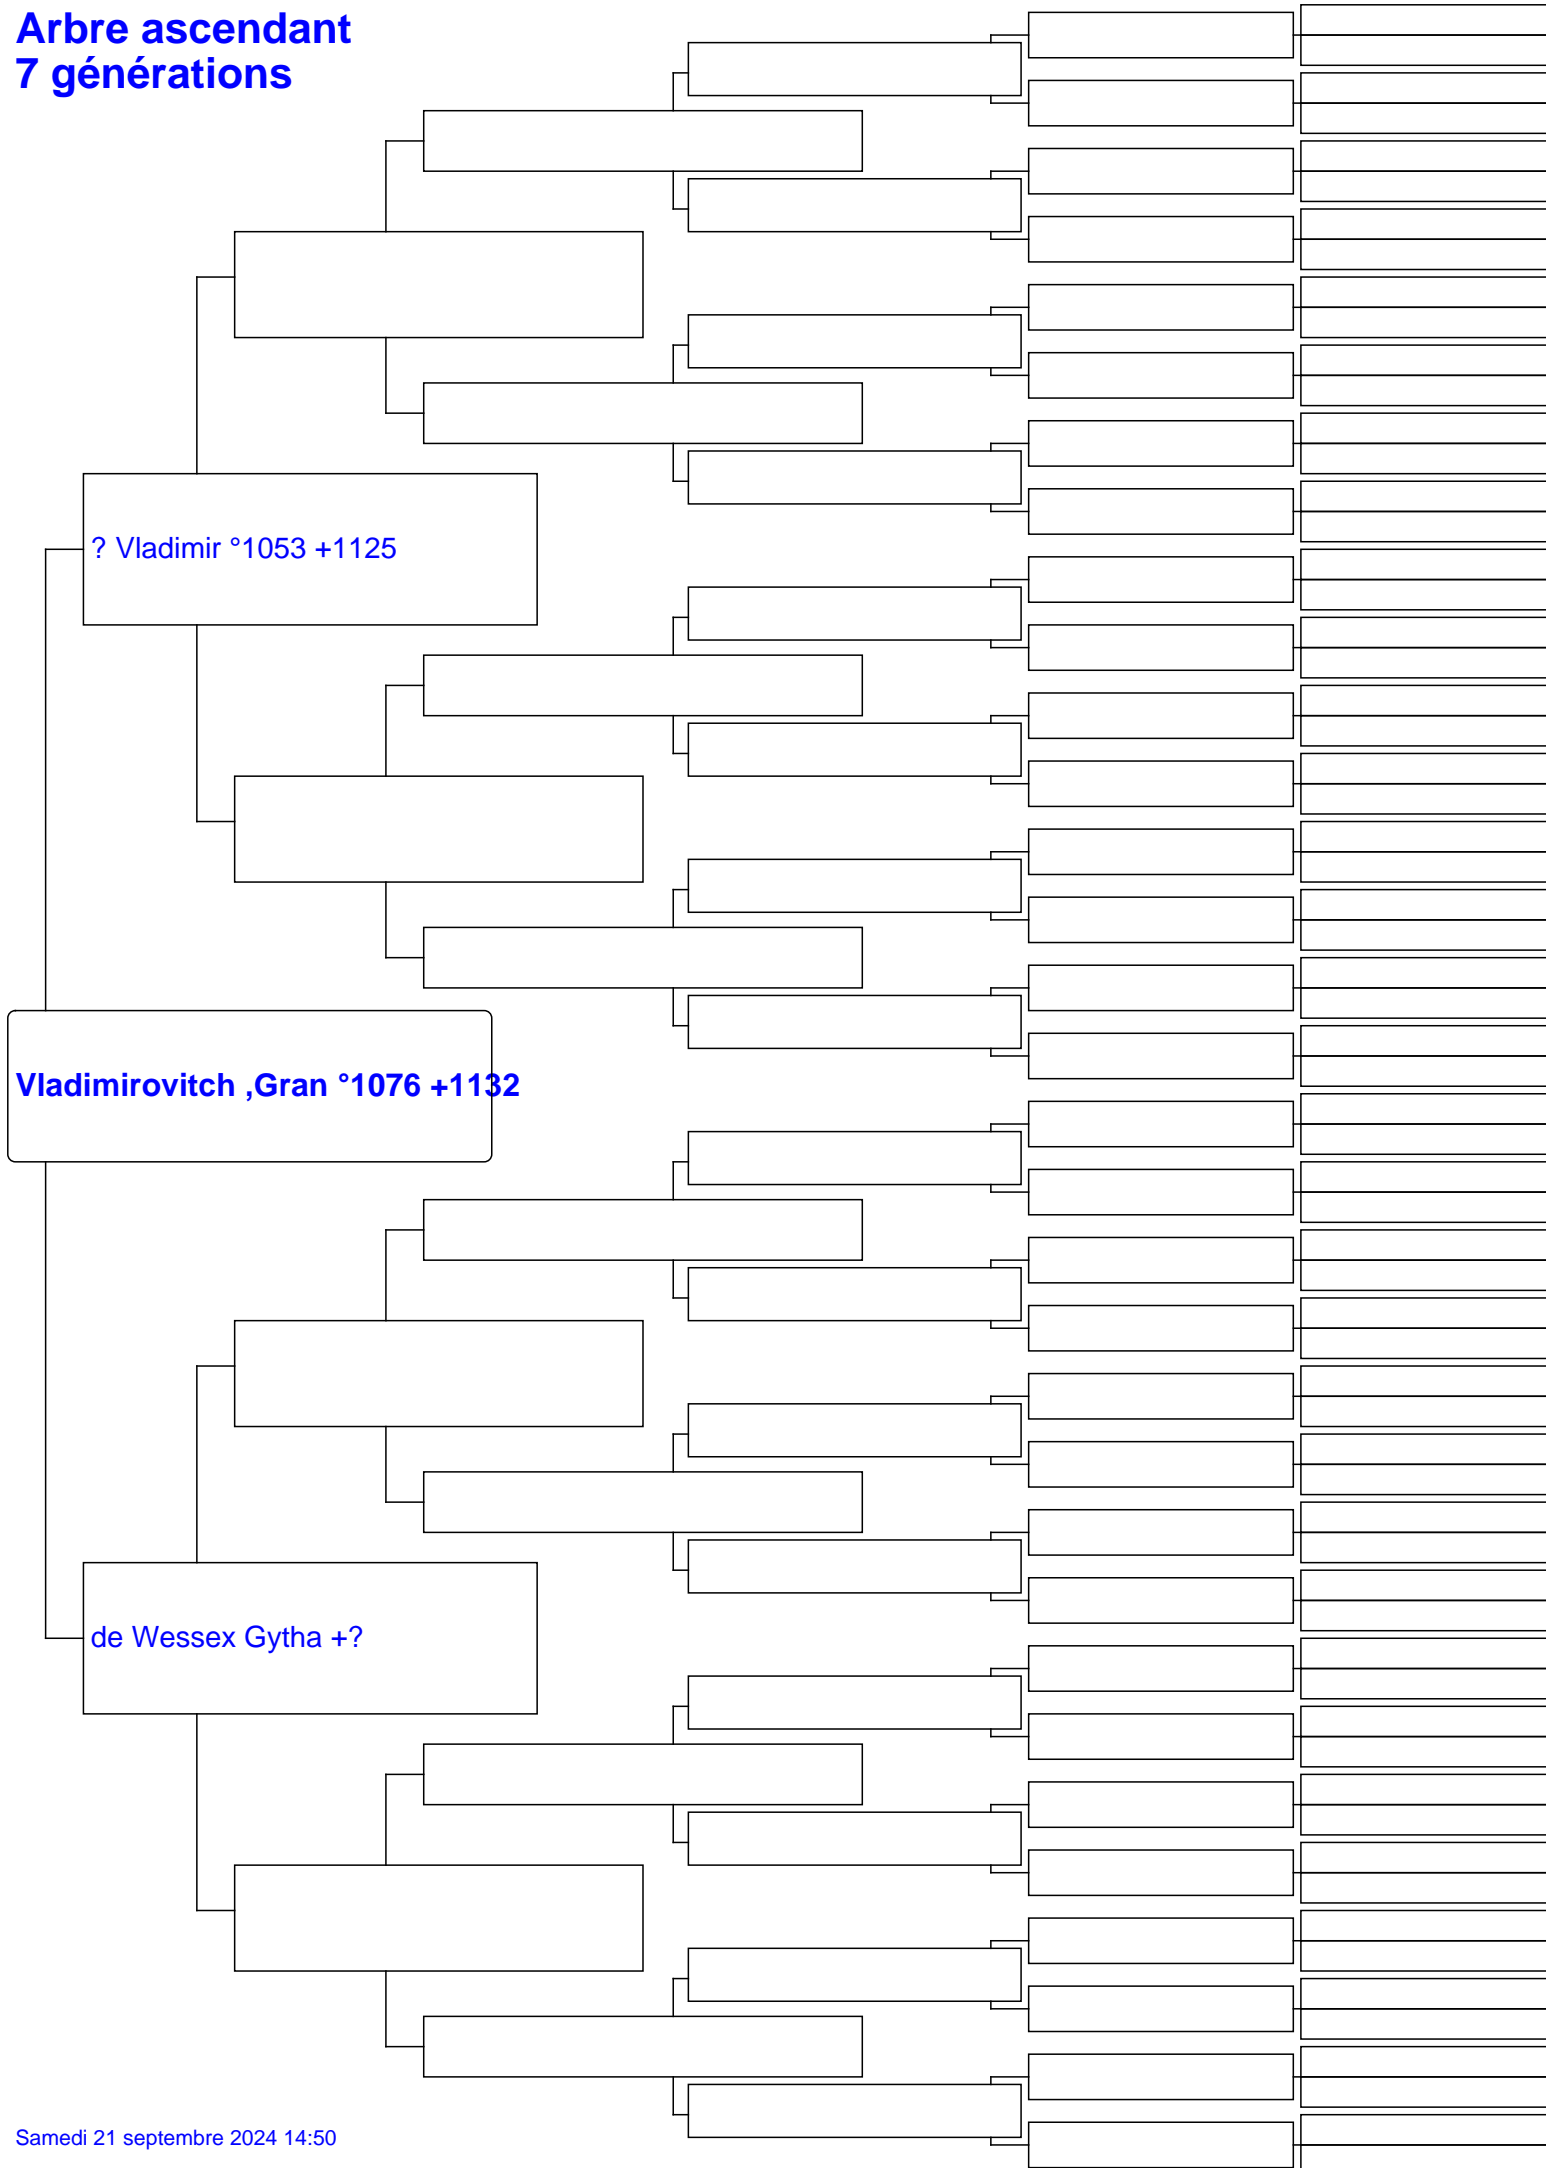 Arbre ascendant
7 générations
? Vladimir °1053 +1125
Vladimirovitch ,Gran °1076 +1132
de Wessex Gytha +?
Samedi 21 septembre 2024 14:50